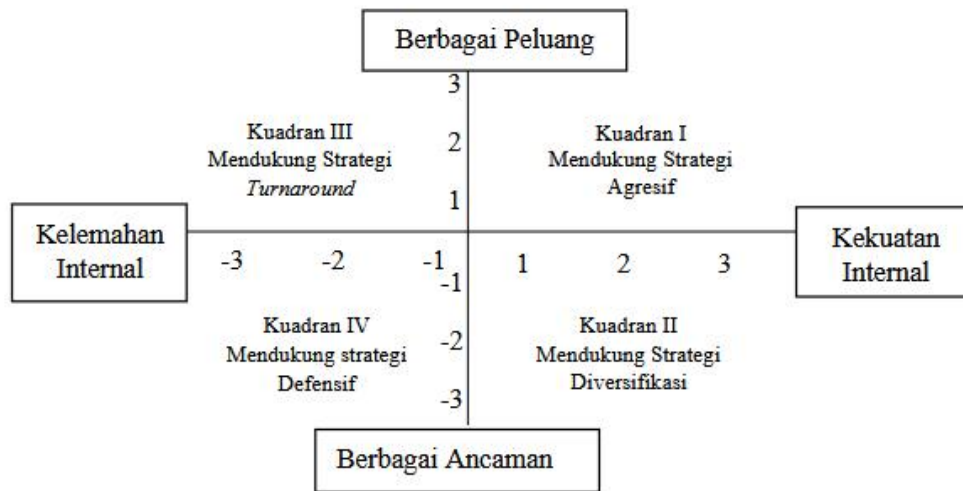 Berbagai Peluang
3
Kuadran III
Mendukung Strategi
Turnaround
2
Kuadran I
Mendukung Strategi
Agresif
1
Kelemahan
Internal
-3 -2 -1 1 2 3
Kekuatan
Internal
-1
Kuadran IV
Mendukung strategi
Defensif
-2
Kuadran II
Mendukung Strategi
Diversifikasi
-3
Berbagai Ancaman